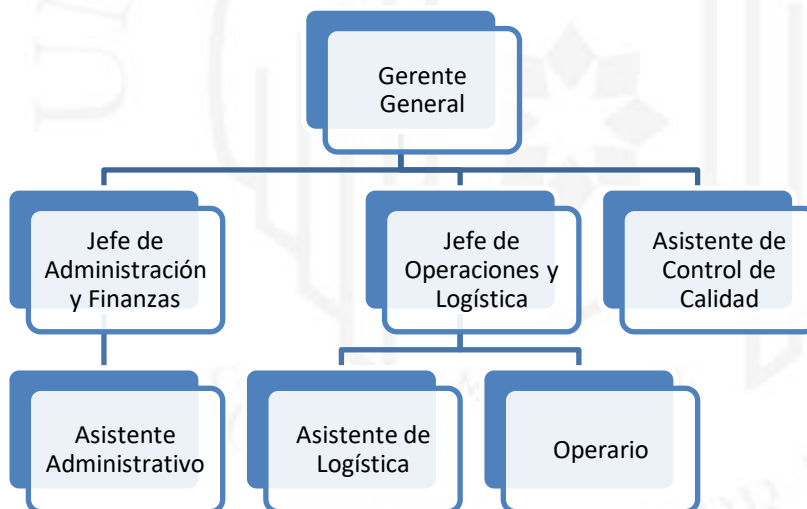 Gerente
General
Jefe de
Administración
y Finanzas
Jefe de
Operaciones y
Logística
Asistente de
Control de
Calidad
Asistente
Administrativo
Asistente de
Logística
Operario